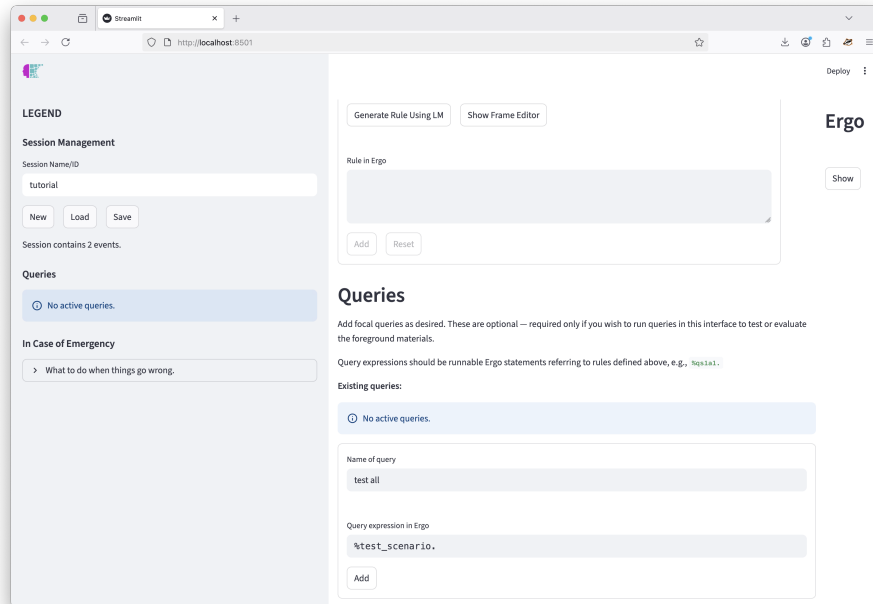 Streamlit
http://localhost:8501
Deploy
LEGEND
Session Management
Session Name/ID
tutorial
New
Load
Save
Session contains 2 events.
Queries
No active queries.
In Case of Emergency
What to do when things go wrong.
Generate Rule Using LM
Show Frame Editor
Rule in Ergo
Add
Reset
Queries
Add focal queries as desired. These are optional — required only if you wish to run queries in this interface to test or evaluate
the foreground materials.
Query expressions should be runnable Ergo statements referring to rules defined above, e.g., %qs1a1.
Existing queries:
No active queries.
Name of query
test all
Query expression in Ergo
%test_scenario.
Add
Ergo
Show